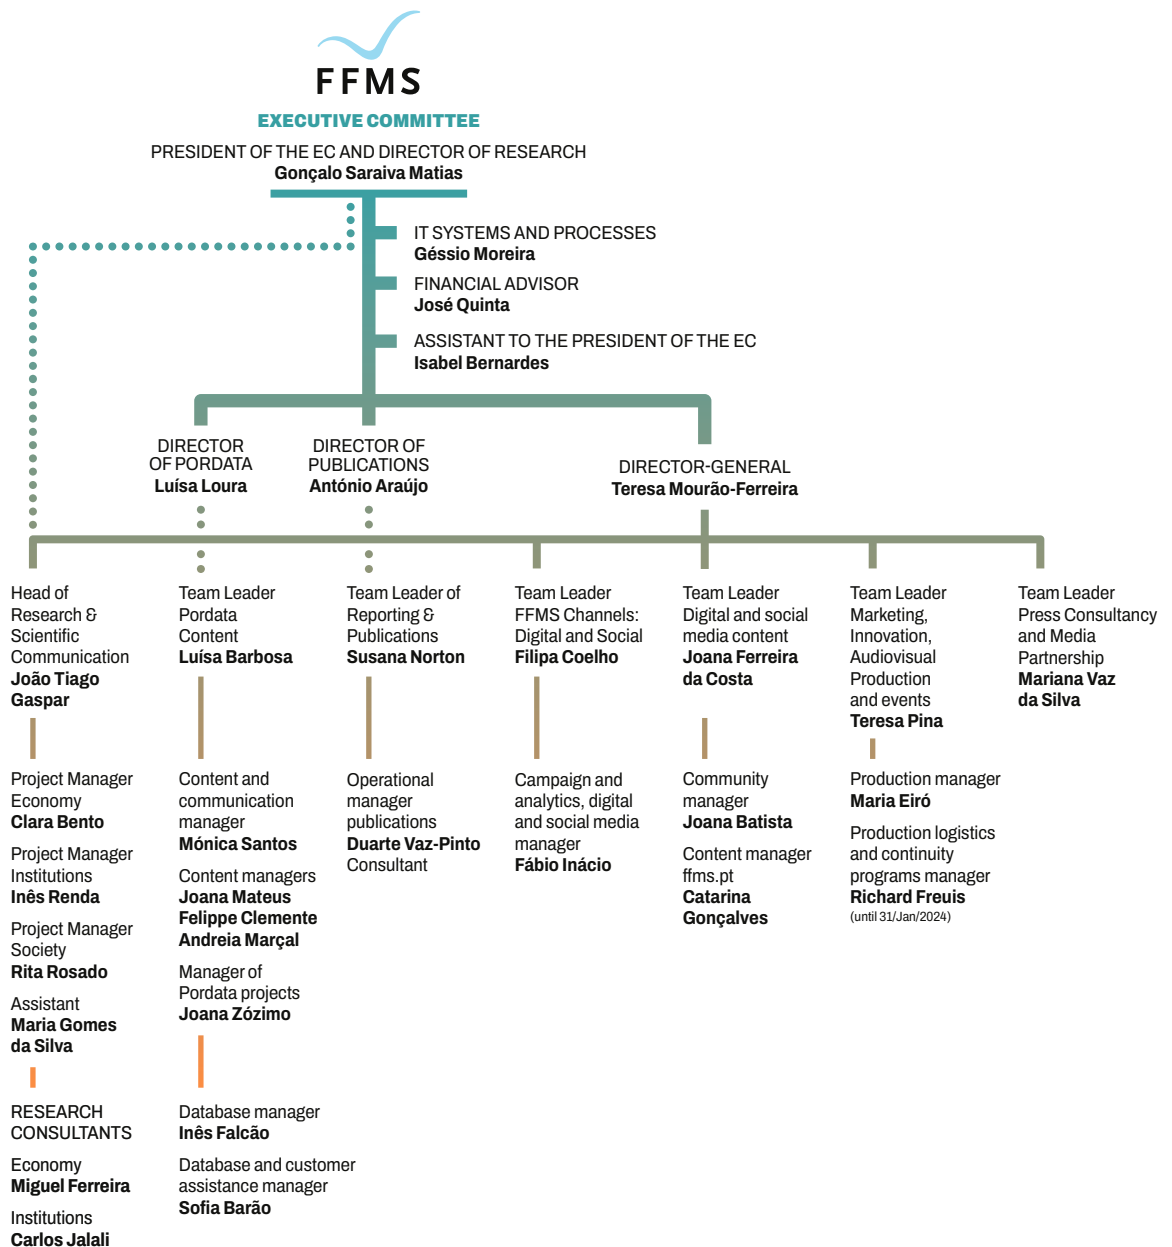 FFMS
EXECUTIVE COMMITTEE
PRESIDENT OF THE EC AND DIRECTOR OF RESEARCH
Gonçalo Saraiva Matias
IT SYSTEMS AND PROCESSES
Géssio Moreira
FINANCIAL ADVISOR
José Quinta
ASSISTANT TO THE PRESIDENT OF THE EC
Isabel Bernardes
DIRECTOR
OF PORDATA
Luísa Loura
DIRECTOR OF
PUBLICATIONS
António Araújo
DIRECTOR-GENERAL
Teresa Mourão-Ferreira
Head of
Research &
Scientific
Communication
João Tiago
Gaspar
Project Manager
Economy
Clara Bento
Project Manager
Institutions
Inês Renda
Project Manager
Society
Rita Rosado
Assistant
Maria Gomes
da Silva
RESEARCH
CONSULTANTS
Economy
Miguel Ferreira
Institutions
Carlos Jalali
Team Leader
Pordata
Content
Luísa Barbosa
Content and
communication
manager
Mónica Santos
Content managers
Joana Mateus
Felippe Clemente
Andreia Marçal
Manager of
Pordata projects
Joana Zózimo
Database manager
Inês Falcão
Database and customer
assistance manager
Sofia Barão
Team Leader of
Reporting &
Publications
Susana Norton
Operational
manager
publications
Duarte Vaz-Pinto
Consultant
Team Leader
FFMS Channels:
Digital and Social
Filipa Coelho
Campaign and
analytics, digital
and social media
manager
Fábio Inácio
Team Leader
Digital and social
media content
Joana Ferreira
da Costa
Community
manager
Joana Batista
Content manager
ffms.pt
Catarina
Gonçalves
Team Leader
Marketing,
Innovation,
Audiovisual
Production
and events
Teresa Pina
Production manager
Maria Eiró
Production logistics
and continuity
programs manager
Richard Freuis
(until 31/Jan/2024)
Team Leader
Press Consultancy
and Media
Partnership
Mariana Vaz
da Silva